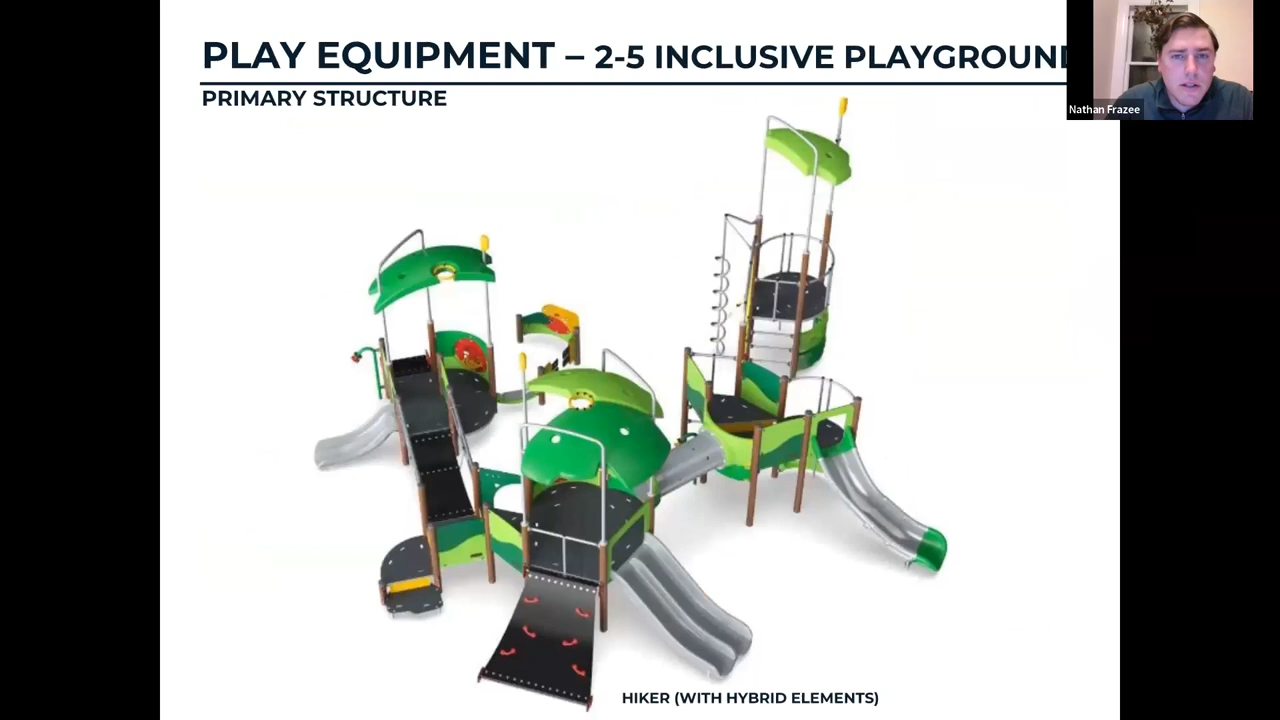 PLAY EQUIPMENT – 2-5 INCLUSIVE PLAYGROUN
PRIMARY STRUCTURE
Nathan Frazee
HIKER (WITH HYBRID ELEMENTS)